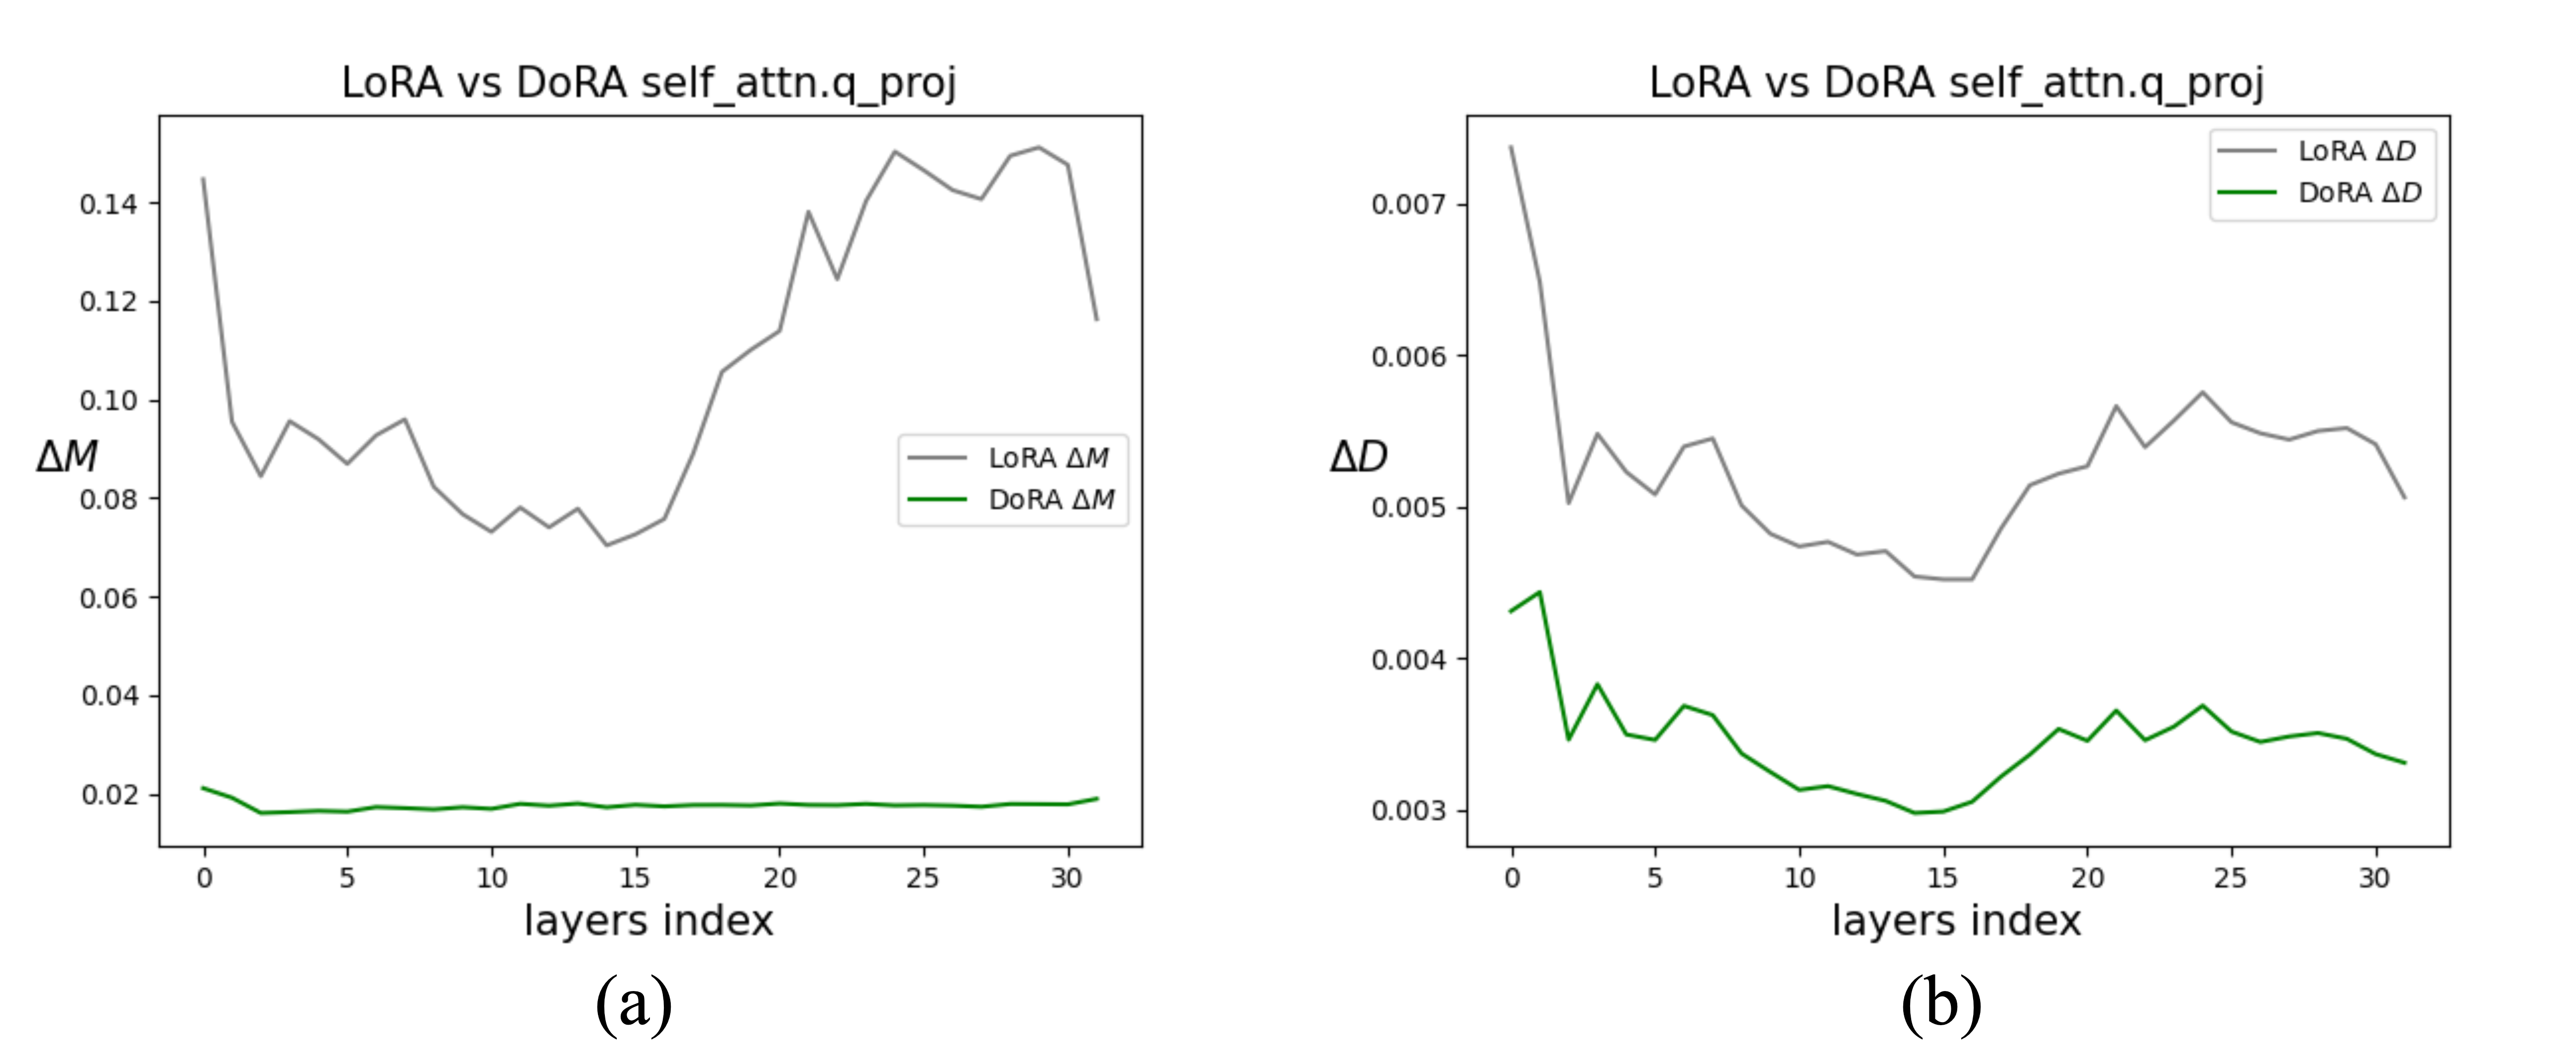 LoRA vs DoRA self_attn.q_proj
0.14
0.12
0.10
0.08
0.06
0.04
0.02
ΔM
LoRA ΔM
DoRA ΔM
0 5 10 15 20 25 30
layers index
(a)
LoRA vs DoRA self_attn.q_proj
LoRA ΔD
DoRA ΔD
0.007
0.006
0.005
0.004
0.003
ΔD
0 5 10 15 20 25 30
layers index
(b)